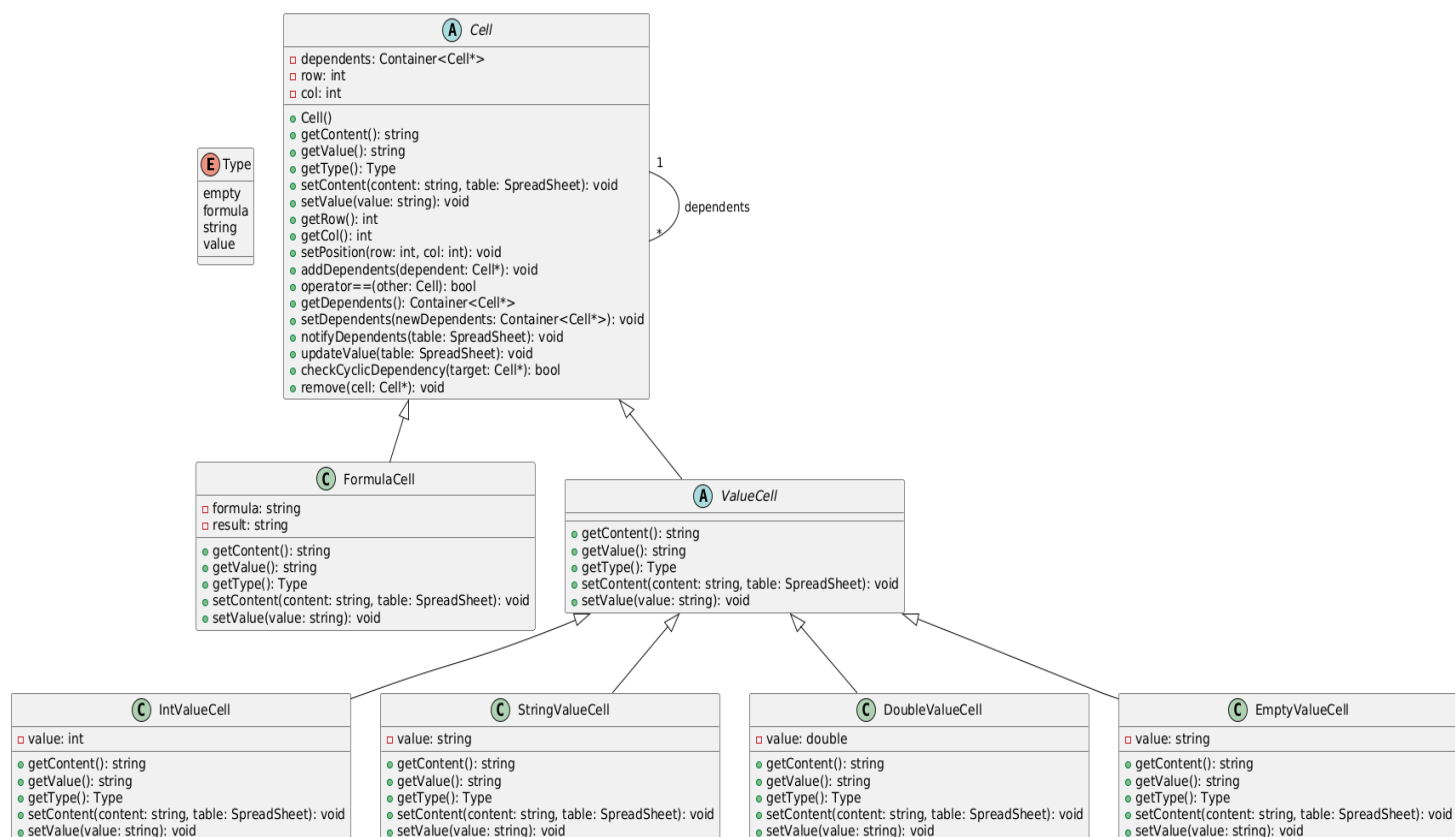 A Cell
dependents: Container<Cell*>
row: int
col: int
Cell()
getContent(): string
getValue(): string
getType(): Type
setContent(content: string, table: SpreadSheet): void
setValue(value: string): void
getRow(): int
getCol(): int
setPosition(row: int, col: int): void
addDependents(dependent: Cell*): void
operator==(other: Cell): bool
getDependents(): Container<Cell*>
setDependents(newDependents: Container<Cell*>): void
notifyDependents(table: SpreadSheet): void
updateValue(table: SpreadSheet): void
checkCyclicDependency(target: Cell*): bool
remove(cell: Cell*): void
E Type
empty
formula
string
value
1
dependents
*
C FormulaCell
formula: string
result: string
getContent(): string
getValue(): string
getType(): Type
setContent(content: string, table: SpreadSheet): void
setValue(value: string): void
A ValueCell
getContent(): string
getValue(): string
getType(): Type
setContent(content: string, table: SpreadSheet): void
setValue(value: string): void
C IntValueCell
value: int
getContent(): string
getValue(): string
getType(): Type
setContent(content: string, table: SpreadSheet): void
setValue(value: string): void
C StringValueCell
value: string
getContent(): string
getValue(): string
getType(): Type
setContent(content: string, table: SpreadSheet): void
setValue(value: string): void
C DoubleValueCell
value: double
getContent(): string
getValue(): string
getType(): Type
setContent(content: string, table: SpreadSheet): void
setValue(value: string): void
C EmptyValueCell
value: string
getContent(): string
getValue(): string
getType(): Type
setContent(content: string, table: SpreadSheet): void
setValue(value: string): void